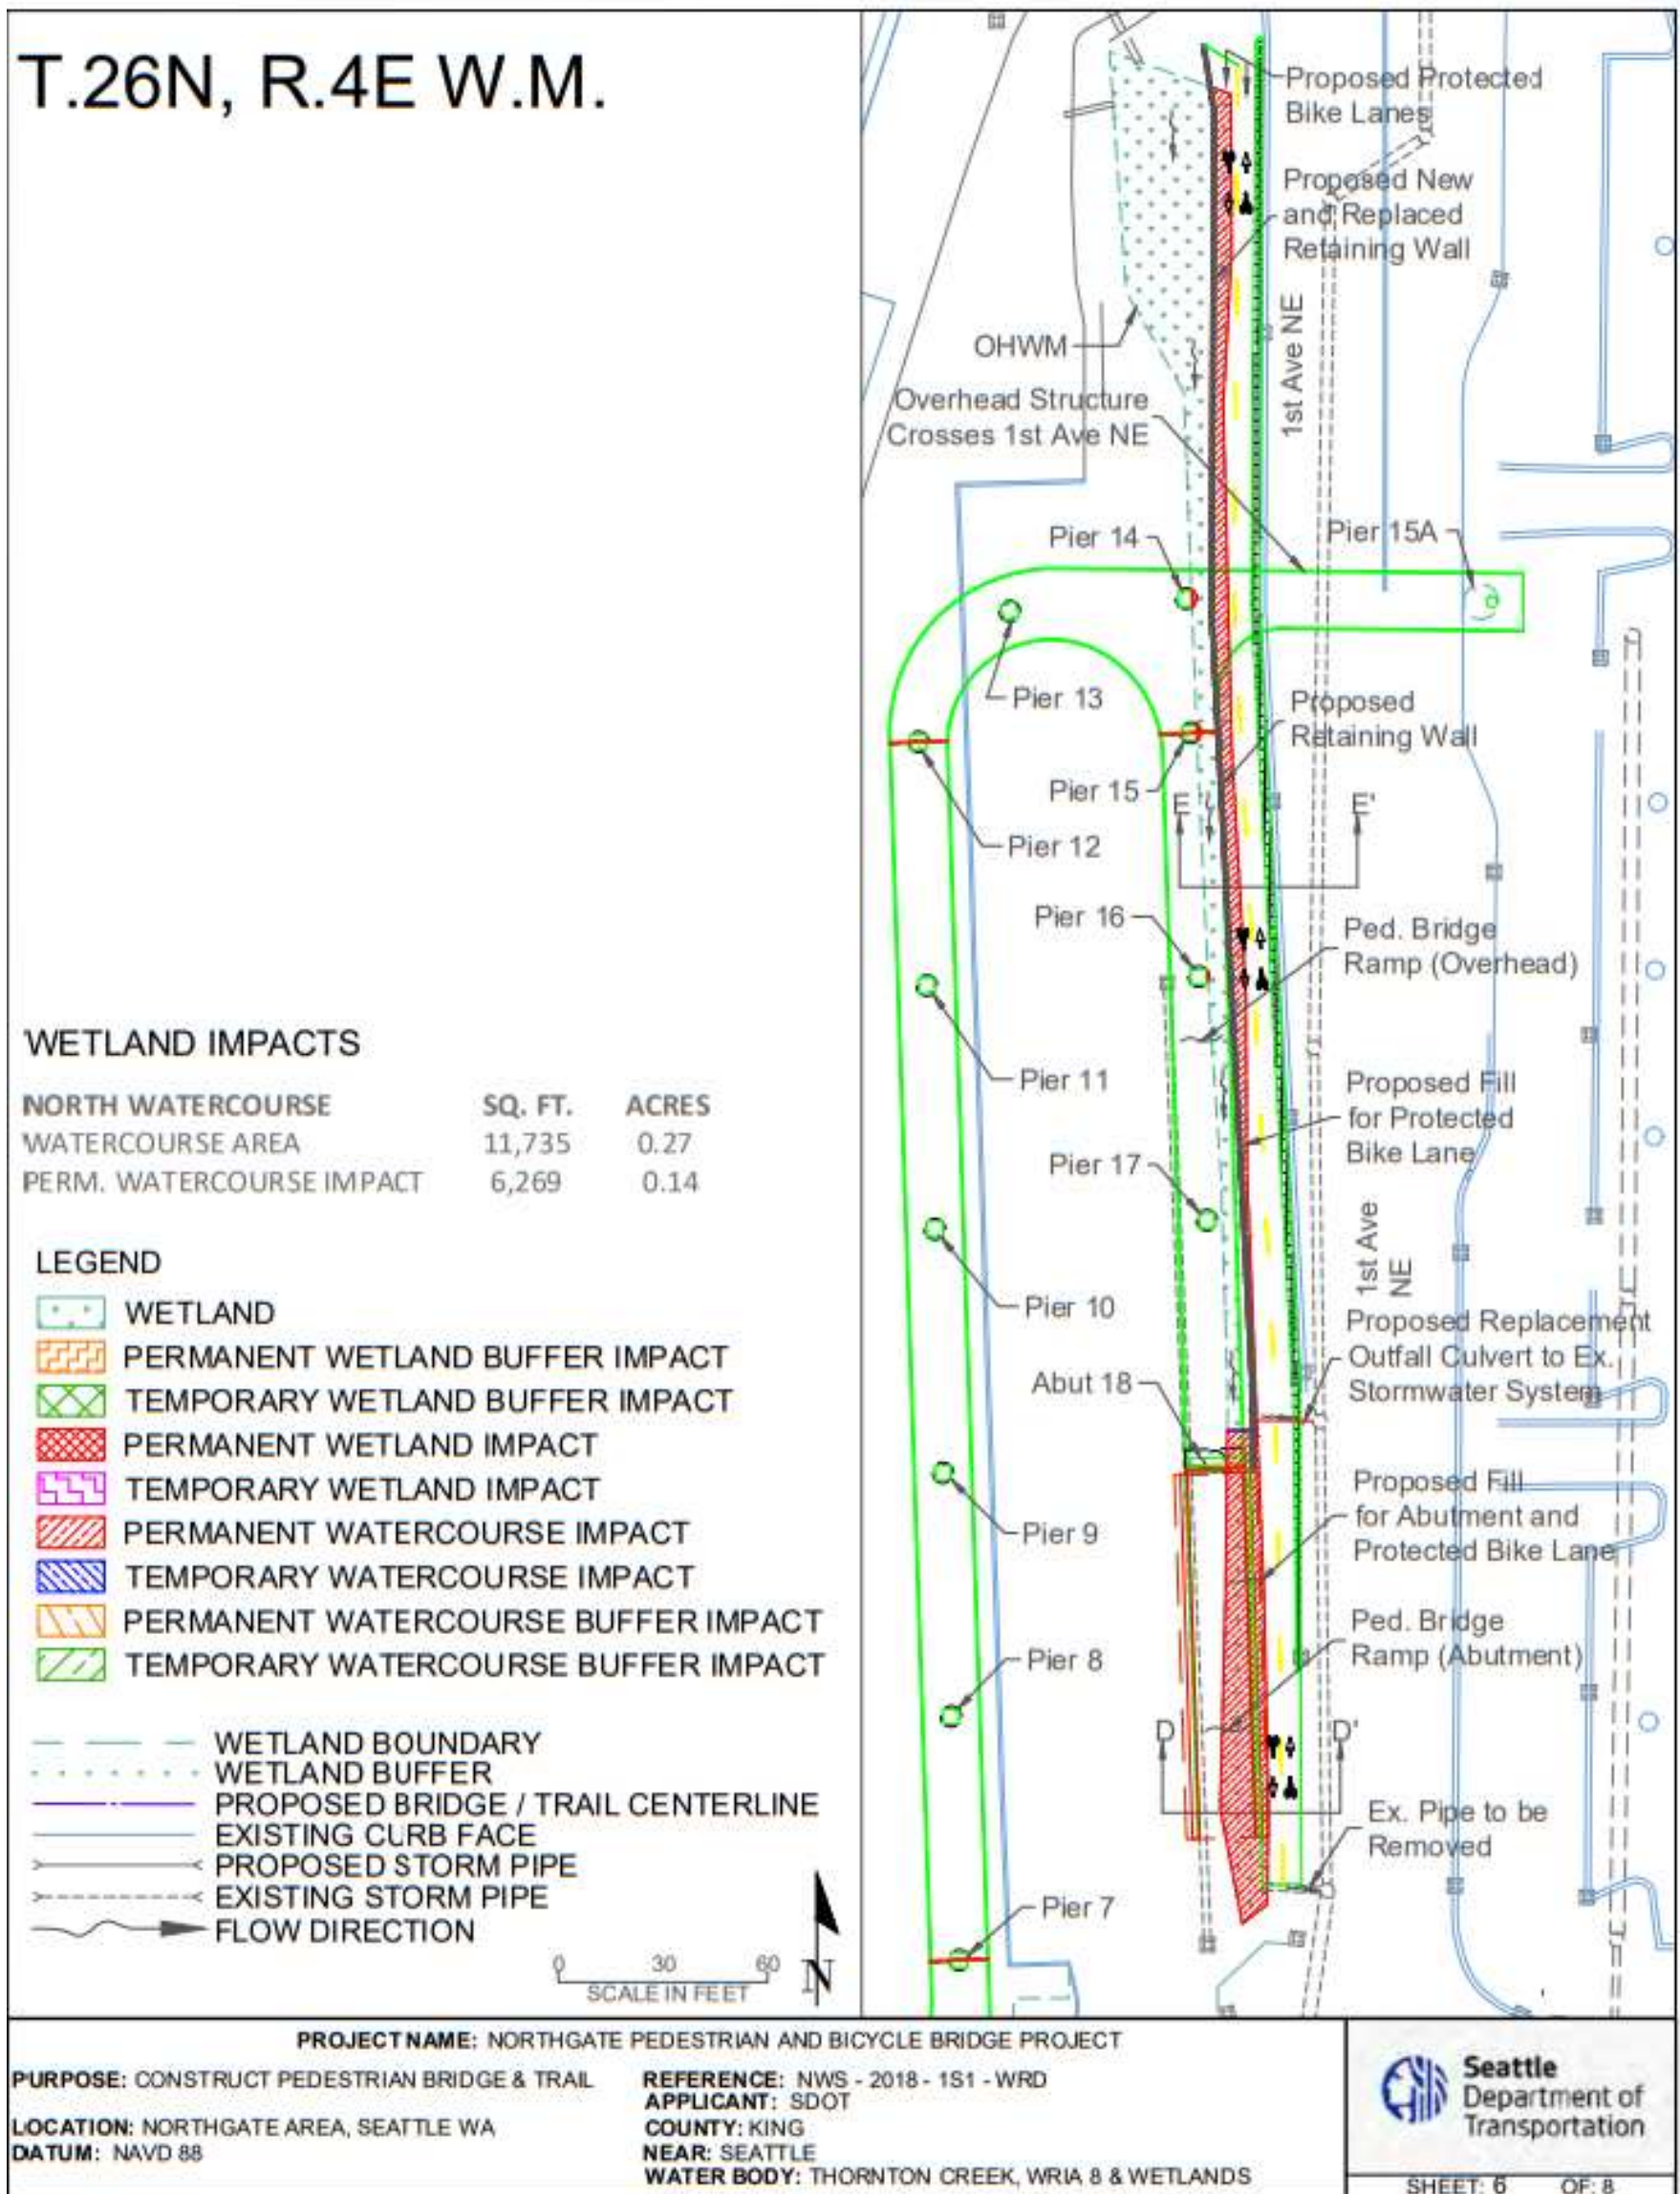 T.26N, R.4E W.M.
WETLAND IMPACTS
NORTH WATERCOURSE SQ. FT. ACRES
WATERCOURSE AREA 11,735 0.27
PERM. WATERCOURSE IMPACT 6,269 0.14
LEGEND
WETLAND
PERMANENT WETLAND BUFFER IMPACT
TEMPORARY WETLAND BUFFER IMPACT
PERMANENT WETLAND IMPACT
TEMPORARY WETLAND IMPACT
PERMANENT WATERCOURSE IMPACT
TEMPORARY WATERCOURSE IMPACT
PERMANENT WATERCOURSE BUFFER IMPACT
TEMPORARY WATERCOURSE BUFFER IMPACT
WETLAND BOUNDARY
WETLAND BUFFER
PROPOSED BRIDGE / TRAIL CENTERLINE
EXISTING CURB FACE
PROPOSED STORM PIPE
EXISTING STORM PIPE
FLOW DIRECTION
0 30 60
SCALE IN FEET
N
Proposed Protected
Bike Lanes
Proposed New
and Replaced
Retaining Wall
1st Ave NE
OHWM
Overhead Structure
Crosses 1st Ave NE
Pier 14
Pier 15A
Pier 13
Proposed
Retaining Wall
Pier 15
E E'
Pier 12
Pier 16
Ped. Bridge
Ramp (Overhead)
Pier 11
Proposed Fill
for Protected
Bike Lane
Pier 17
1st Ave
NE
Pier 10
Proposed Replacement
Outfall Culvert to Ex.
Stormwater System
Abut 18
Proposed Fill
for Abutment and
Protected Bike Lane
Pier 9
Ped. Bridge
Ramp (Abutment)
Pier 8
D D'
Ex. Pipe to be
Removed
Pier 7
PROJECT NAME: NORTHGATE PEDESTRIAN AND BICYCLE BRIDGE PROJECT
PURPOSE: CONSTRUCT PEDESTRIAN BRIDGE & TRAIL
LOCATION: NORTHGATE AREA, SEATTLE WA
DATUM: NAVD 88
REFERENCE: NWS - 2018 - 1S1 - WRD
APPLICANT: SDOT
COUNTY: KING
NEAR: SEATTLE
WATER BODY: THORNTON CREEK, WRIA 8 & WETLANDS
Seattle
Department of
Transportation
SHEET: 6 OF: 8